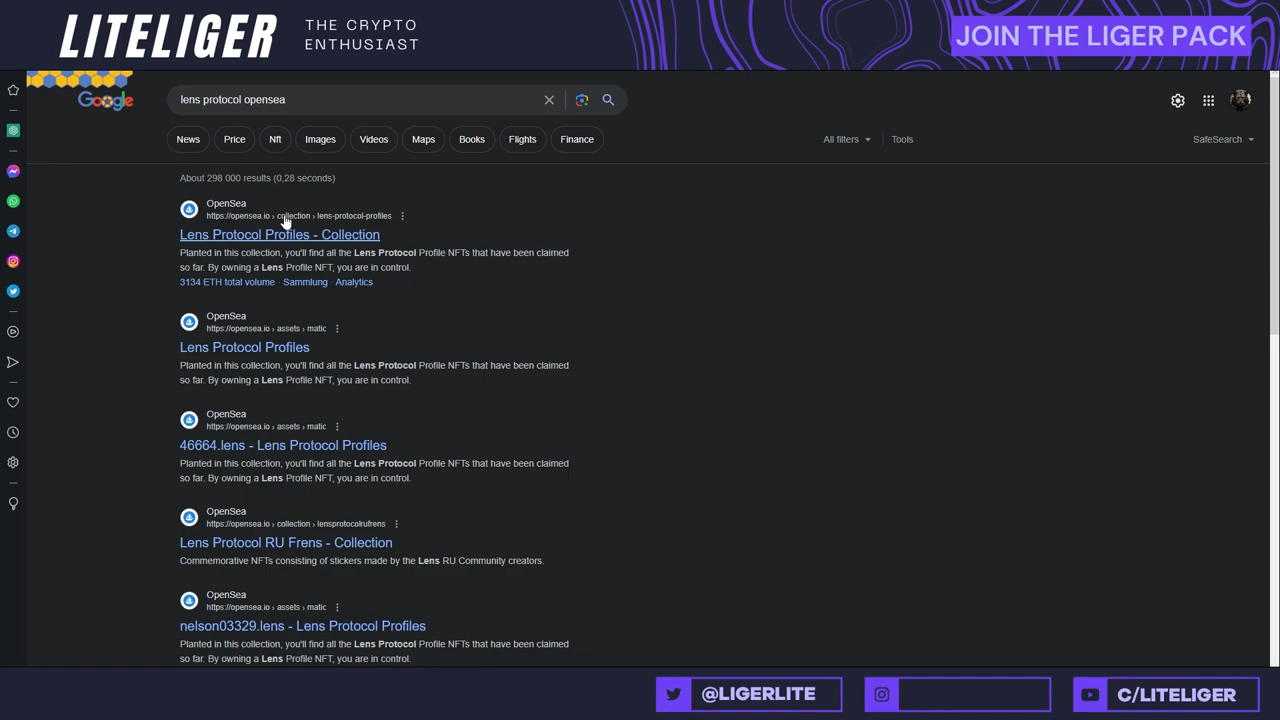 LITELIGER
THE CRYPTO
ENTHUSIAST
JOIN THE LIGER PACK
Google
lens protocol opensea
News
Price
Nft
Images
Videos
Maps
Books
Flights
Finance
All filters
Tools
SafeSearch
About 298 000 results (0,28 seconds)
OpenSea
https://opensea.io › collection › lens-protocol-profiles
Lens Protocol Profiles - Collection
Planted in this collection, you'll find all the Lens Protocol Profile NFTs that have been claimed
so far. By owning a Lens Profile NFT, you are in control.
3134 ETH total volume · Sammlung · Analytics
OpenSea
https://opensea.io › assets › matic
Lens Protocol Profiles
Planted in this collection, you'll find all the Lens Protocol Profile NFTs that have been claimed
so far. By owning a Lens Profile NFT, you are in control.
OpenSea
https://opensea.io › assets › matic
46664.lens - Lens Protocol Profiles
Planted in this collection, you'll find all the Lens Protocol Profile NFTs that have been claimed
so far. By owning a Lens Profile NFT, you are in control.
OpenSea
https://opensea.io › collection › lensprotocolrufrens
Lens Protocol RU Frens - Collection
Commemorative NFTs consisting of stickers made by the Lens RU Community creators.
OpenSea
https://opensea.io › assets › matic
nelson03329.lens - Lens Protocol Profiles
Planted in this collection, you'll find all the Lens Protocol Profile NFTs that have been claimed
so far. By owning a Lens Profile NFT, you are in control.
@LIGERLITE
C/LITELIGER